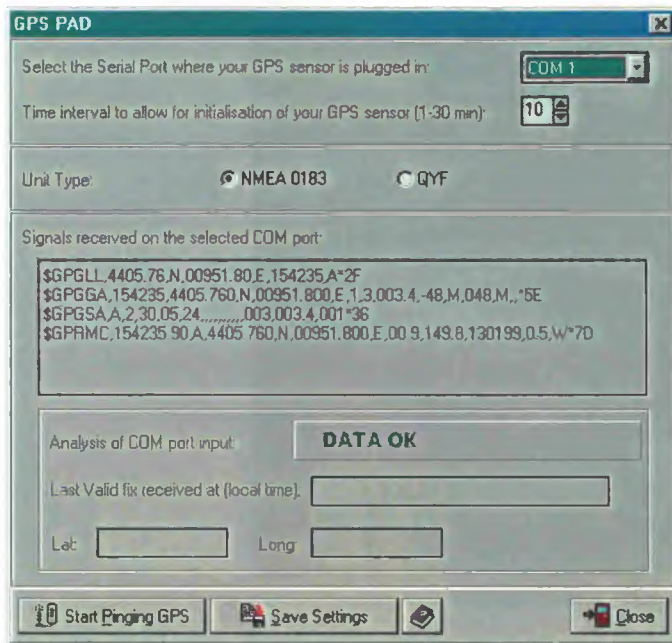 GPS PAD
Select the Serial Port where your GPS sensor is plugged in: COM 1
Time interval to allow for initialisation of your GPS sensor (1-30 min): 10
Unit Type: NMEA 0183 QYF
Signals received on the selected COM port:
$GPGLL,4405.76,N,00951.80,E,154235,A*2F
$GPGGA,154235,4405.760,N,00951.800,E,1,3,003.4,-48,M,048,M,,*5E
$GPGSA,A,2,30,05,24,,,,,,,,,,003,003.4,001*36
$GPRMC,154235.90,A,4405.760,N,00951.800,E,00.9,149.8,130199,0.5,W*7D
Analysis of COM port input: DATA OK
Last Valid fix received at (local time):
Lat: Long:
Start Pinging GPS Save Settings Close